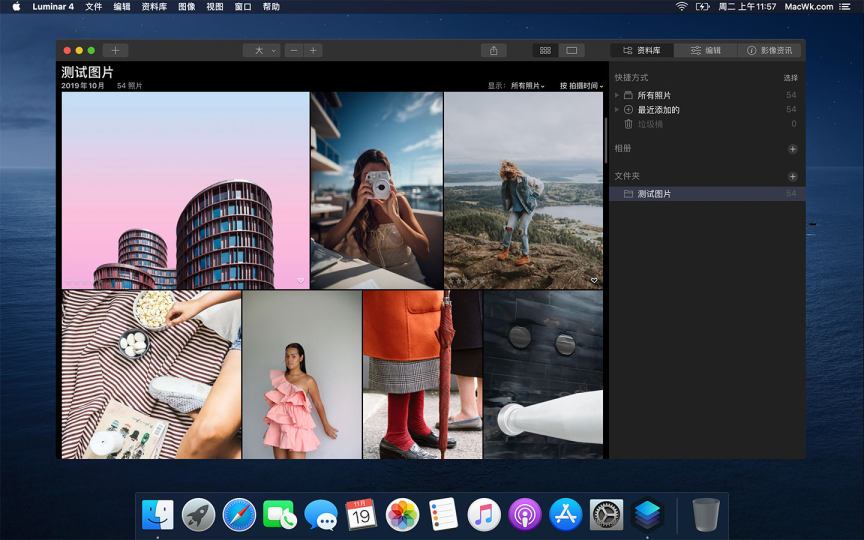 Luminar 4 文件 编辑 资料库 图像 视图 窗口 帮助 周二 上午11:57 MacWk.com
大
资料库 编辑 影像资讯
测试图片
2019年10月 54 照片 显示: 所有照片 按 拍摄时间
快捷方式 选择
所有照片 54
最近添加的 54
垃圾桶 0
相册
文件夹
测试图片 54
11月
19